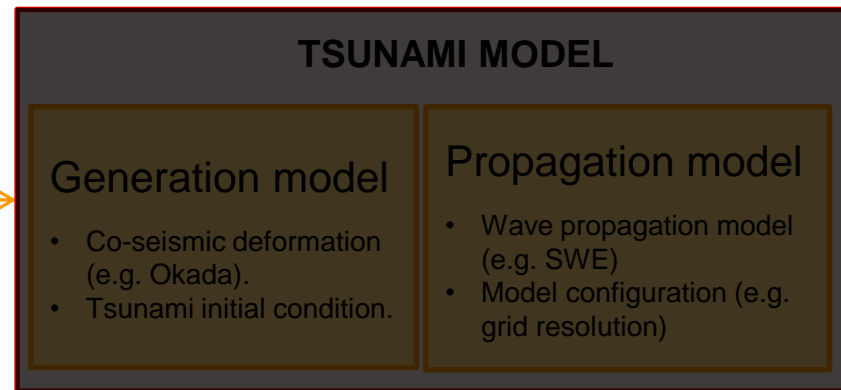 TSUNAMI MODEL
Generation model
• Co-seismic deformation
(e.g. Okada).
• Tsunami initial condition.
Propagation model
• Wave propagation model
(e.g. SWE)
• Model configuration (e.g.
grid resolution)